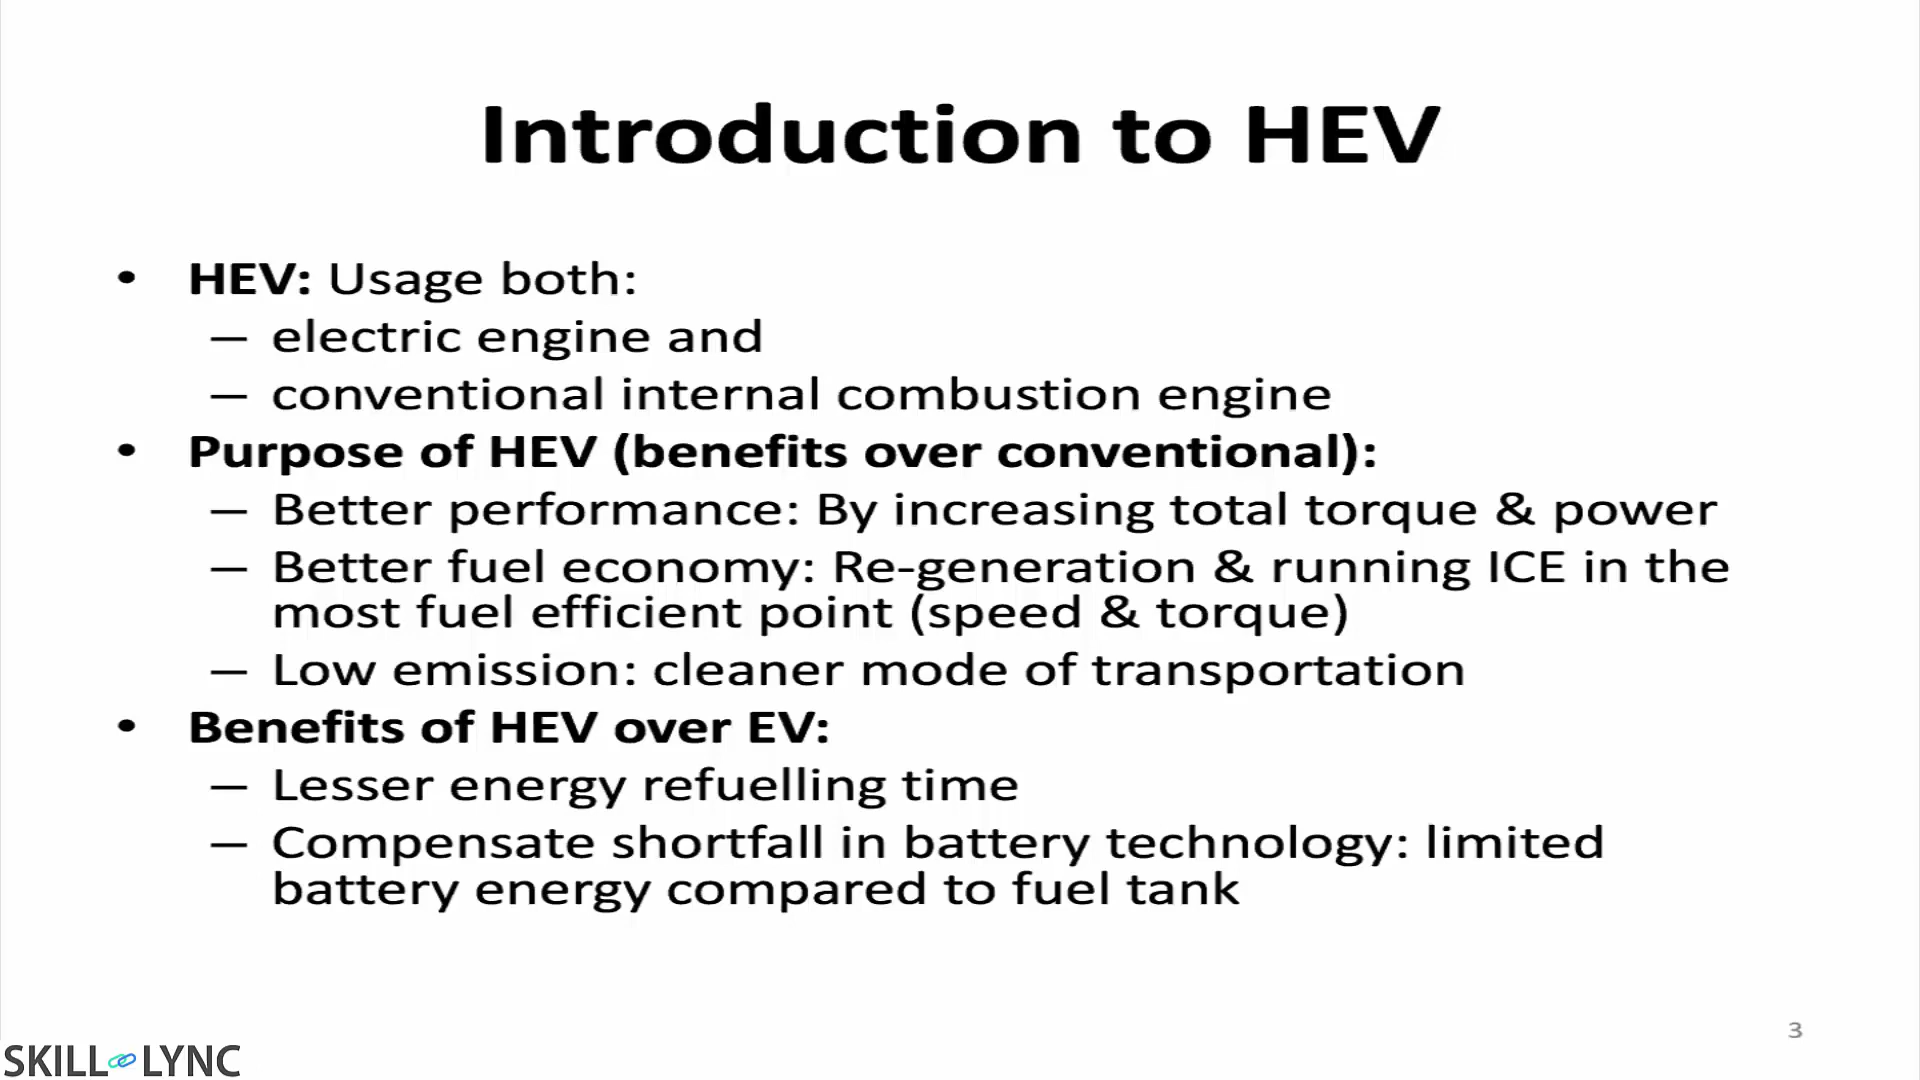 Introduction to HEV
• HEV: Usage both:
– electric engine and
– conventional internal combustion engine
• Purpose of HEV (benefits over conventional):
– Better performance: By increasing total torque & power
– Better fuel economy: Re-generation & running ICE in the
most fuel efficient point (speed & torque)
– Low emission: cleaner mode of transportation
• Benefits of HEV over EV:
– Lesser energy refuelling time
– Compensate shortfall in battery technology: limited
battery energy compared to fuel tank
3
SKILL LYNC